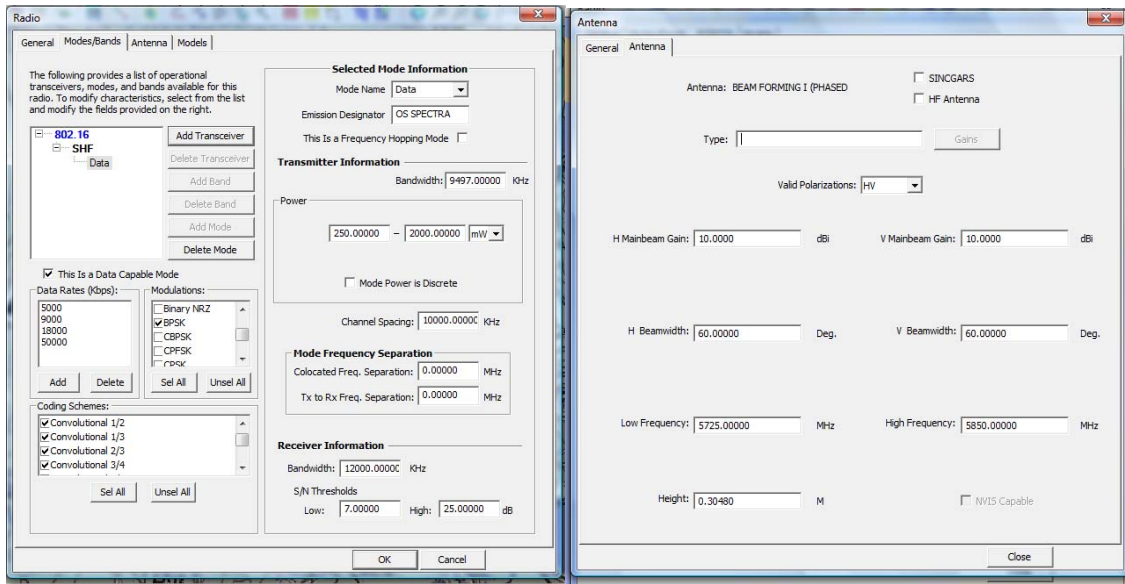 Radio
General Modes/Bands Antenna Models
The following provides a list of operational
transceivers, modes, and bands available for this
radio. To modify characteristics, select from the list
and modify the fields provided on the right.
802.16
SHF
Data
Add Transceiver
Delete Transceiver
Add Band
Delete Band
Add Mode
Delete Mode
This Is a Data Capable Mode
Data Rates (Kbps):
5000
9000
18000
50000
Add Delete
Modulations:
Binary NRZ
BPSK
CBPSK
CPFSK
CPSK
Sel All Unsel All
Coding Schemes:
Convolutional 1/2
Convolutional 1/3
Convolutional 2/3
Convolutional 3/4
Sel All Unsel All
Selected Mode Information
Mode Name Data
Emission Designator OS SPECTRA
This Is a Frequency Hopping Mode
Transmitter Information
Bandwidth: 9497.00000 KHz
Power
250.00000 – 2000.00000 mW
Mode Power is Discrete
Channel Spacing: 10000.0000C KHz
Mode Frequency Separation
Colocated Freq. Separation: 0.00000 MHz
Tx to Rx Freq. Separation: 0.00000 MHz
Receiver Information
Bandwidth: 12000.0000C KHz
S/N Thresholds
Low: 7.00000 High: 25.00000 dB
OK Cancel
Antenna
General Antenna
Antenna: BEAM FORMING I (PHASED
SINCGARS
HF Antenna
Type: Gains
Valid Polarizations: HV
H Mainbeam Gain: 10.0000 dBi V Mainbeam Gain: 10.0000 dBi
H Beamwidth: 60.00000 Deg. V Beamwidth: 60.00000 Deg.
Low Frequency: 5725.00000 MHz High Frequency: 5850.00000 MHz
Height: 0.30480 M NVIS Capable
Close